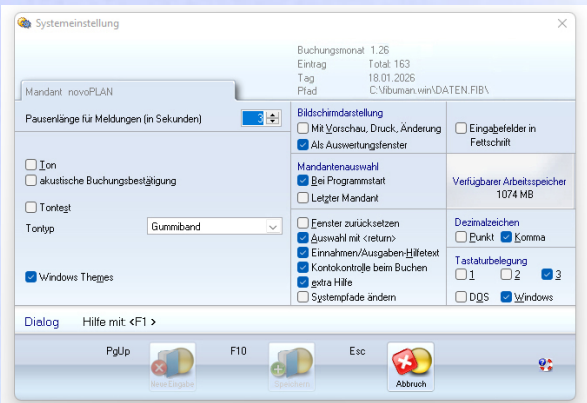 Systemeinstellung
Buchungsmonat 1.26
Eintrag Total: 163
Tag 18.01.2026
Pfad C:\fibuman.win\DATEN.FIB\
Mandant novoPLAN
Pausenlänge für Meldungen (in Sekunden) 3
Ton
akustische Buchungsbestätigung
Tontest
Tontyp Gummiband
Windows Themes
Bildschirmdarstellung
Mit Vorschau, Druck, Änderung
Als Auswertungsfenster
Mandantenauswahl
Bei Programmstart
Letzter Mandant
Fenster zurücksetzen
Auswahl mit <return>
Einnahmen/Ausgaben-Hilfetext
Kontokontrolle beim Buchen
extra Hilfe
Systempfade ändern
Eingabefelder in
Fettschrift
Verfügbarer Arbeitsspeicher
1074 MB
Dezimalzeichen
Punkt Komma
Tastaturbelegung
1 2 3
DOS Windows
Dialog Hilfe mit <F1 >
PgUp F10 Esc
Neue Eingabe Speichern Abbruch